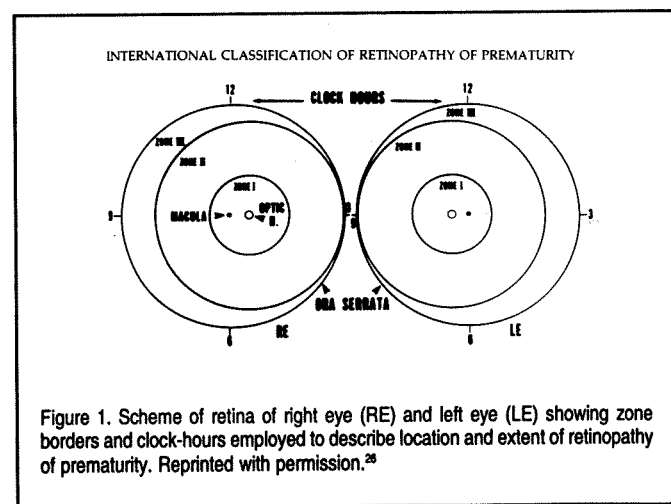 INTERNATIONAL CLASSIFICATION OF RETINOPATHY OF PREMATURITY
12
CLOCK HOURS
12
ZONE III
ZONE III
ZONE II
ZONE II
ZONE I
ZONE I
9
MACULA
OPTIC
N.
3
9
3
ORA SERRATA
6
RE
6
LE
Figure 1. Scheme of retina of right eye (RE) and left eye (LE) showing zone
borders and clock-hours employed to describe location and extent of retinopathy
of prematurity. Reprinted with permission.²⁶